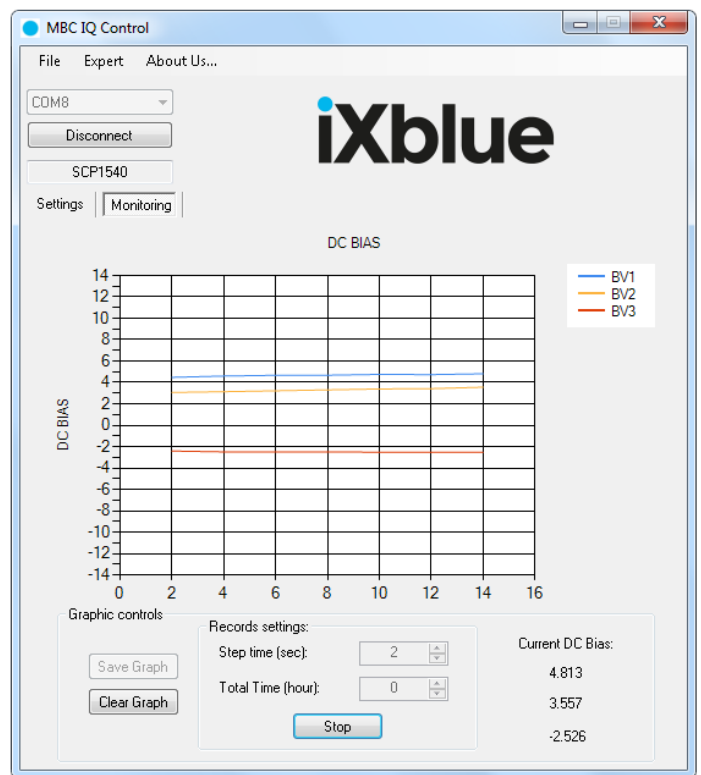 MBC IQ Control
File Expert About Us...
COM8
Disconnect
SCP1540
iXblue
Settings Monitoring
DC BIAS
BV1
BV2
BV3
DC BIAS
14
12
10
8
6
4
2
0
-2
-4
-6
-8
-10
-12
-14
0 2 4 6 8 10 12 14 16
Graphic controls
Save Graph
Clear Graph
Records settings:
Step time (sec): 2
Total Time (hour): 0
Stop
Current DC Bias:
4.813
3.557
-2.526